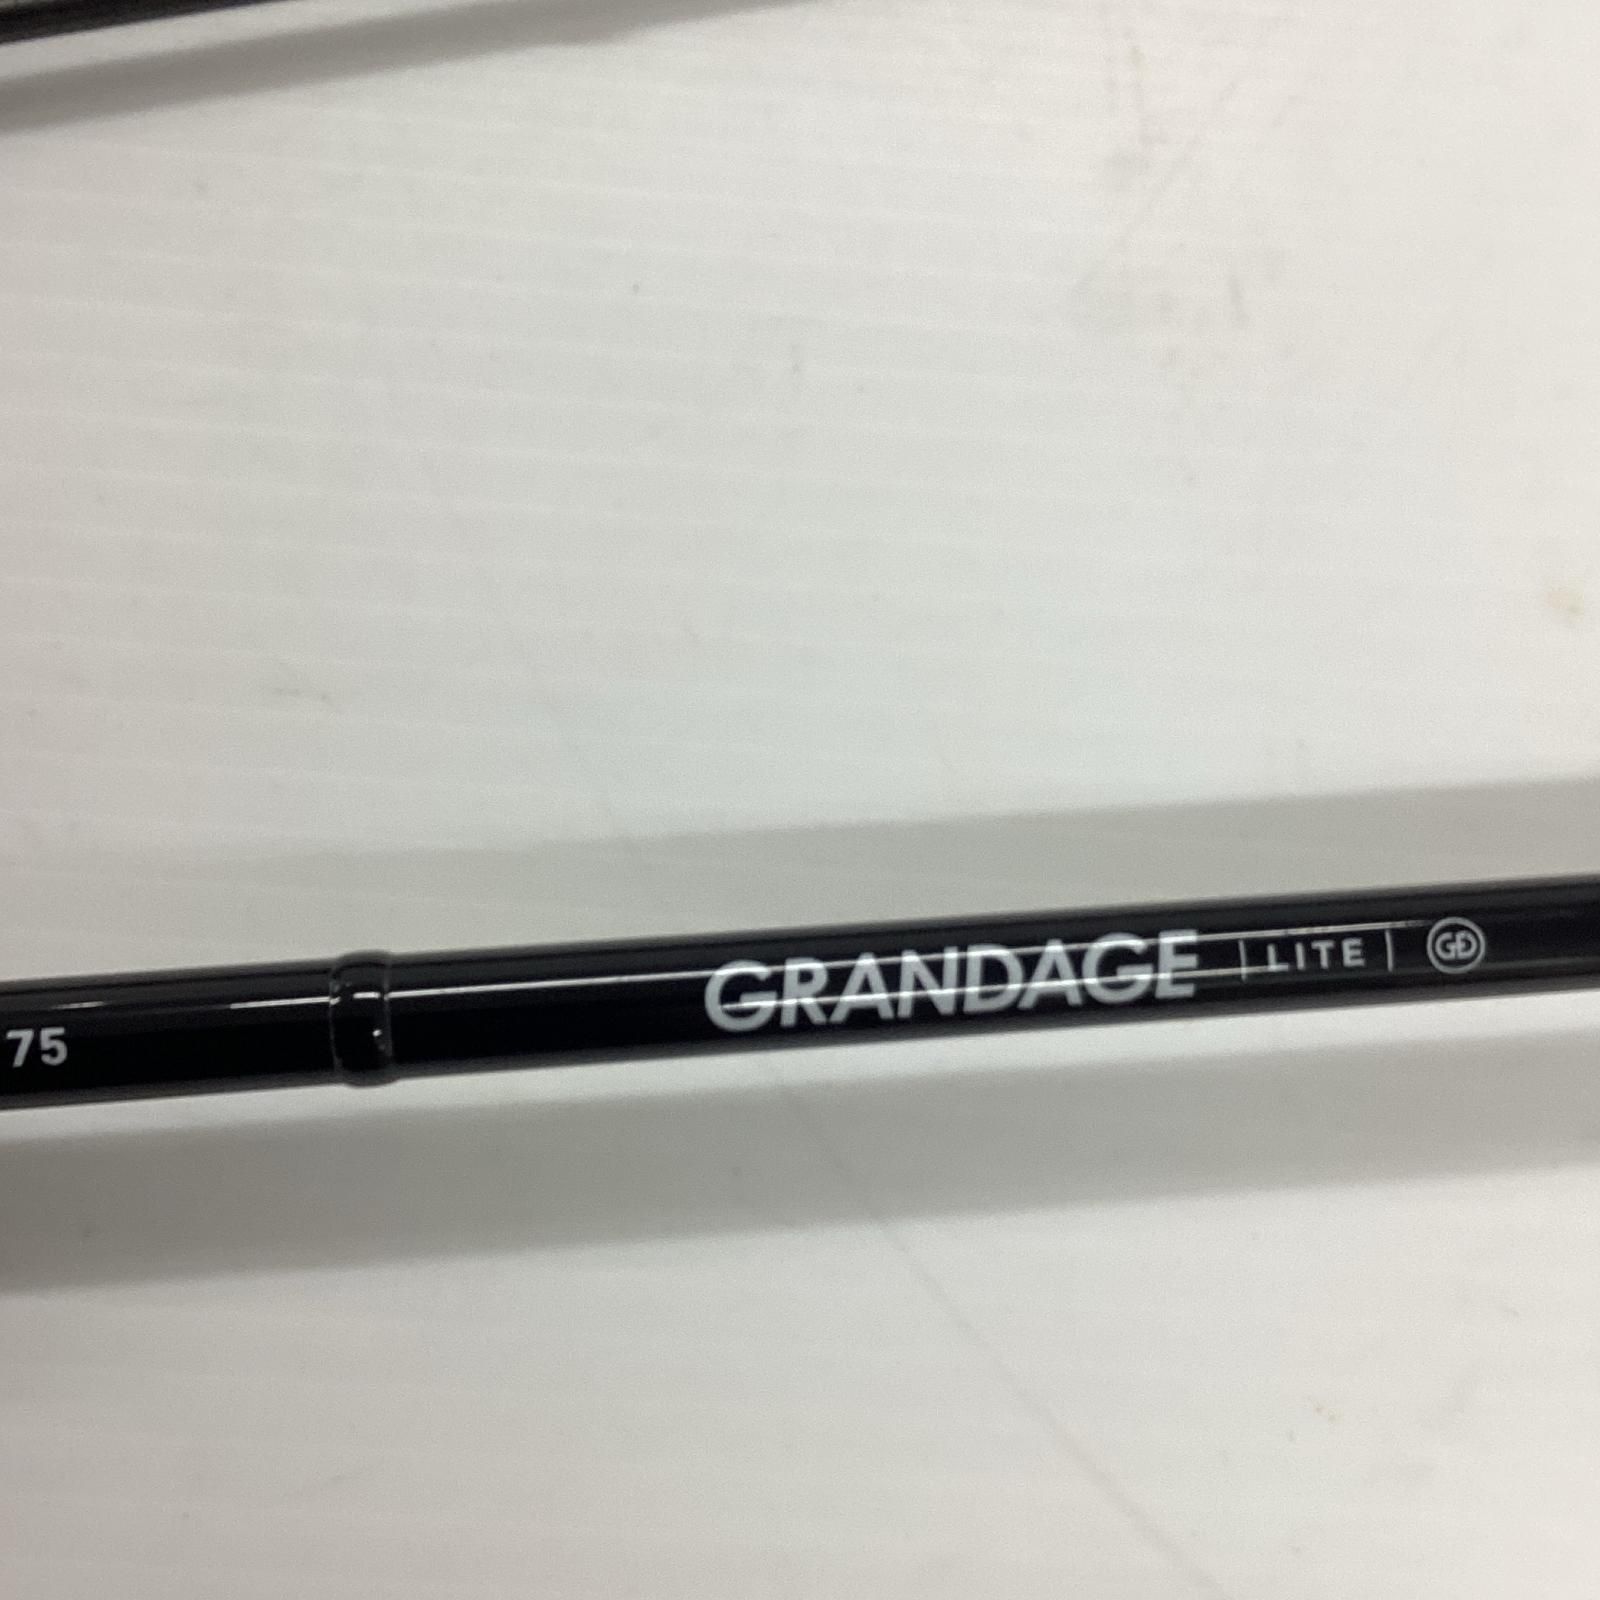 75 GRANDAGE | LITE | GD